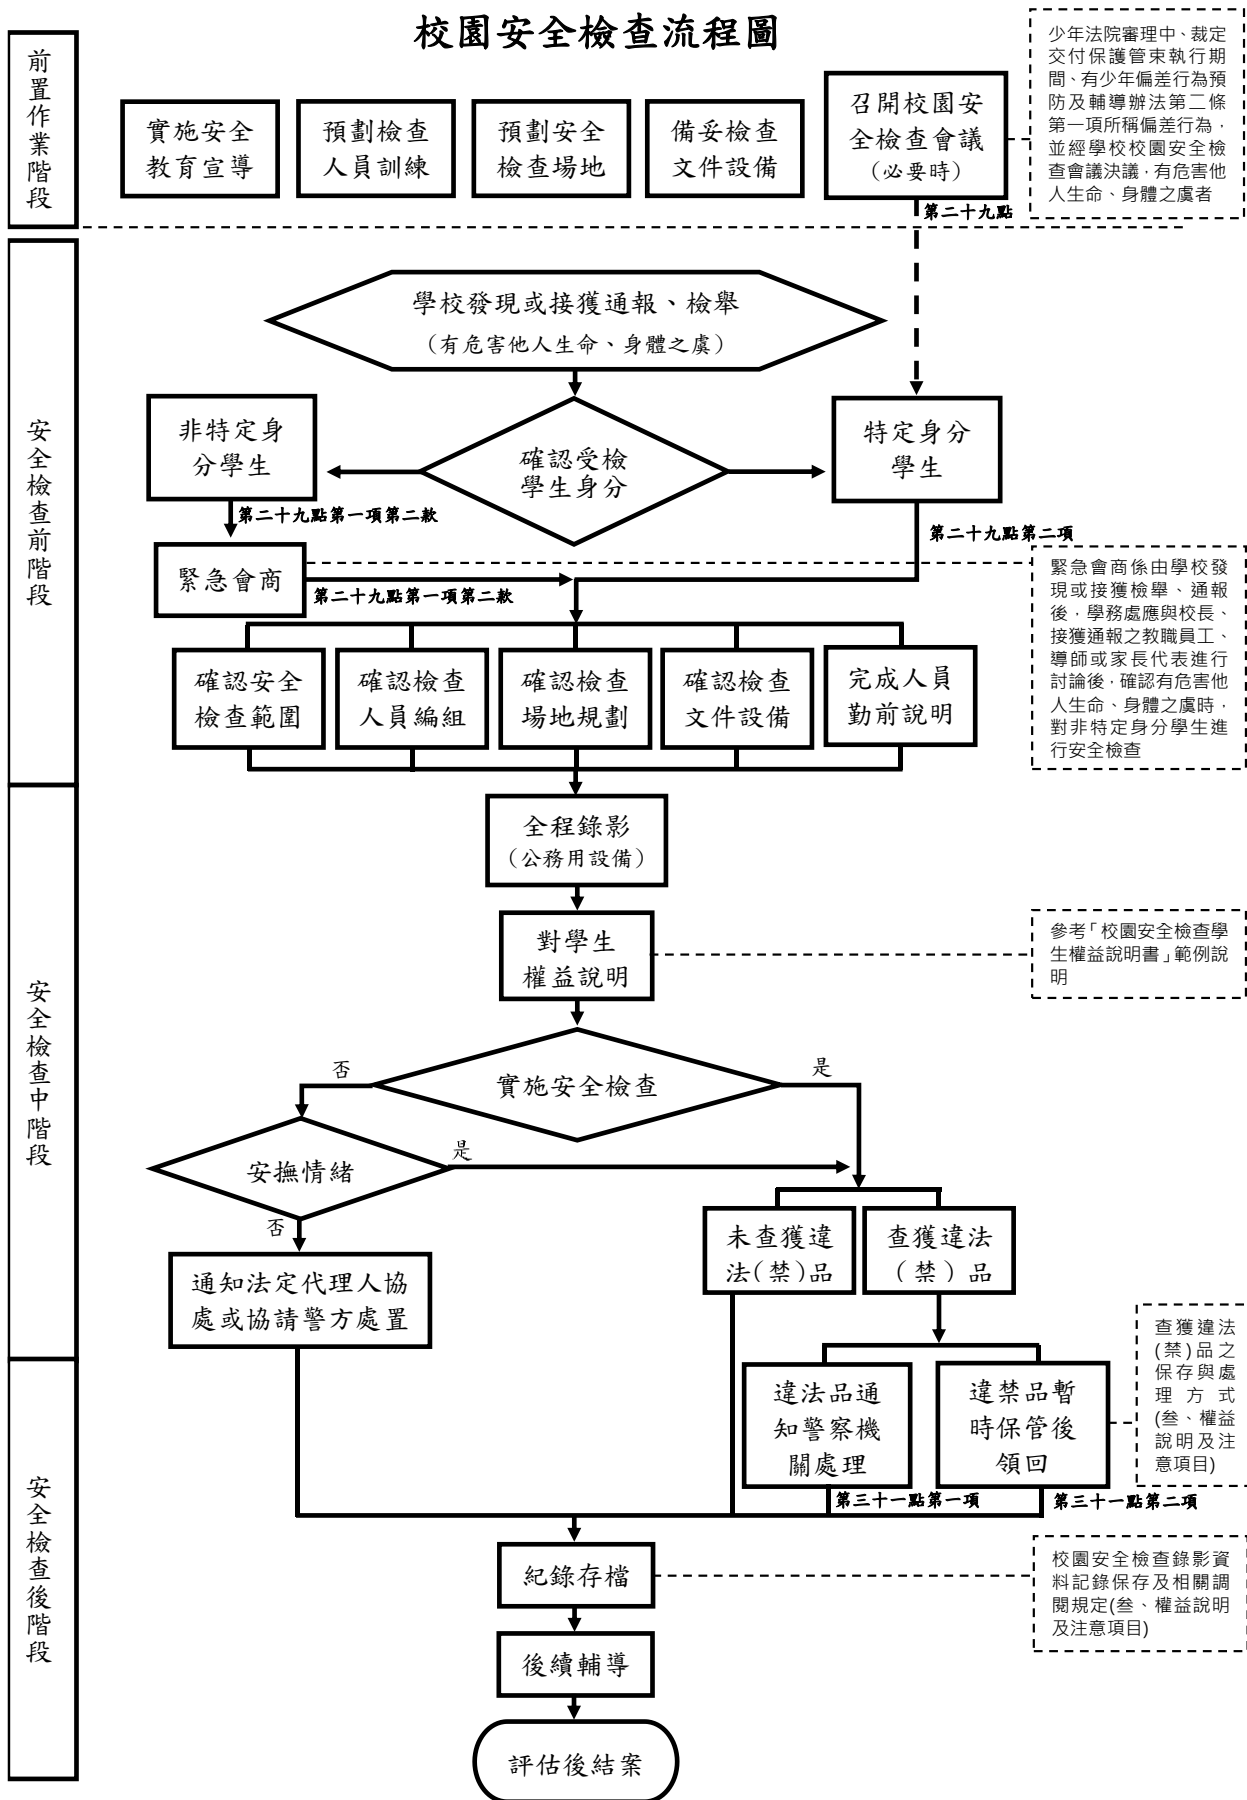 校園安全檢查流程圖
前置作業階段
實施安全
教育宣導
預劃檢查
人員訓練
預劃安全
檢查場地
備妥檢查
文件設備
召開校園安
全檢查會議
(必要時)
第二十九點
少年法院審理中、裁定
交付保護管束執行期
間、有少年偏差行為預
防及輔導辦法第二條
第一項所稱偏差行為，
並經學校校園安全檢
查會議決議，有危害他
人生命、身體之虞者
安全檢查前階段
學校發現或接獲通報、檢舉
(有危害他人生命、身體之虞)
非特定身
分學生
確認受檢
學生身分
特定身分
學生
第二十九點第一項第二款
第二十九點第二項
緊急會商
第二十九點第一項第二款
緊急會商係由學校發
現或接獲檢舉、通報
後，學務處應與校長、
接獲通報之教職員工、
導師或家長代表進行
討論後，確認有危害他
人生命、身體之虞時，
對非特定身分學生進
行安全檢查
確認安全
檢查範圍
確認檢查
人員編組
確認檢查
場地規劃
確認檢查
文件設備
完成人員
勤前說明
安全檢查中階段
全程錄影
(公務用設備)
對學生
權益說明
參考「校園安全檢查學
生權益說明書」範例說
明
實施安全檢查
否
是
安撫情緒
是
否
通知法定代理人協
處或協請警方處置
未查獲違
法(禁)品
查獲違法
(禁)品
安全檢查後階段
違法品通
知警察機
關處理
違禁品暫
時保管後
領回
查獲違法
(禁)品之
保存與處
理方式
(叁、權益
說明及注
意項目)
第三十一點第一項
第三十一點第二項
紀錄存檔
校園安全檢查錄影資
料記錄保存及相關調
閱規定(叁、權益說明
及注意項目)
後續輔導
評估後結案